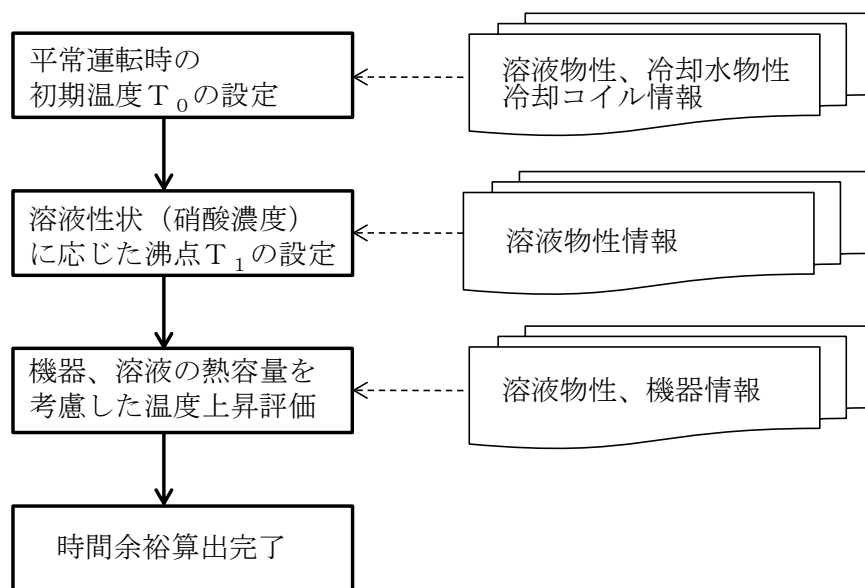 平常運転時の
初期温度T₀の設定
溶液物性、冷却水物性
冷却コイル情報
溶液性状（硝酸濃度）
に応じた沸点T₁の設定
溶液物性情報
機器、溶液の熱容量を
考慮した温度上昇評価
溶液物性、機器情報
時間余裕算出完了